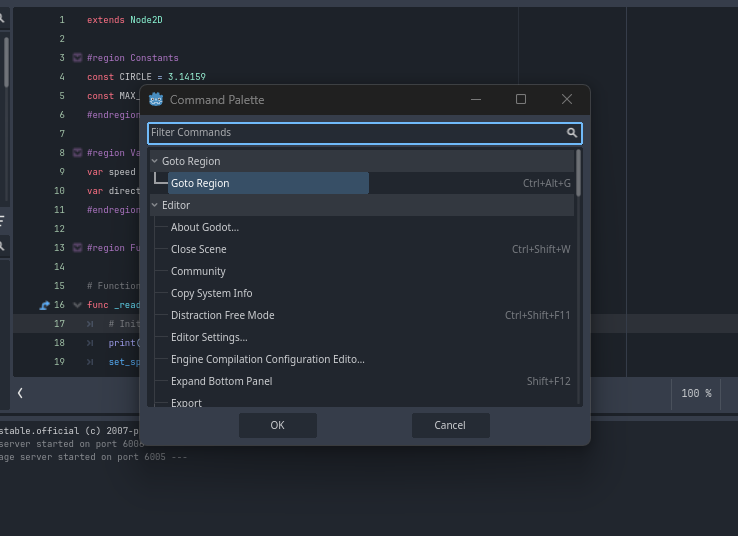 1 extends Node2D
2
3 #region Constants
4 const CIRCLE = 3.14159
5 const MAX_
6 #endregion
7
8 #region Va
9 var speed
10 var direct
11 #endregion
12
13 #region Fu
14
15 # Function
16 func _read
17 # Init
18 print(
19 set_sp
Command Palette
Filter Commands
Goto Region
Goto Region Ctrl+Alt+G
Editor
About Godot...
Close Scene Ctrl+Shift+W
Community
Copy System Info
Distraction Free Mode Ctrl+Shift+F11
Editor Settings...
Engine Compilation Configuration Edito...
Expand Bottom Panel Shift+F12
Export
OK Cancel
100 %
stable.official (c) 2007-p
server started on port 6006
age server started on port 6005 ---